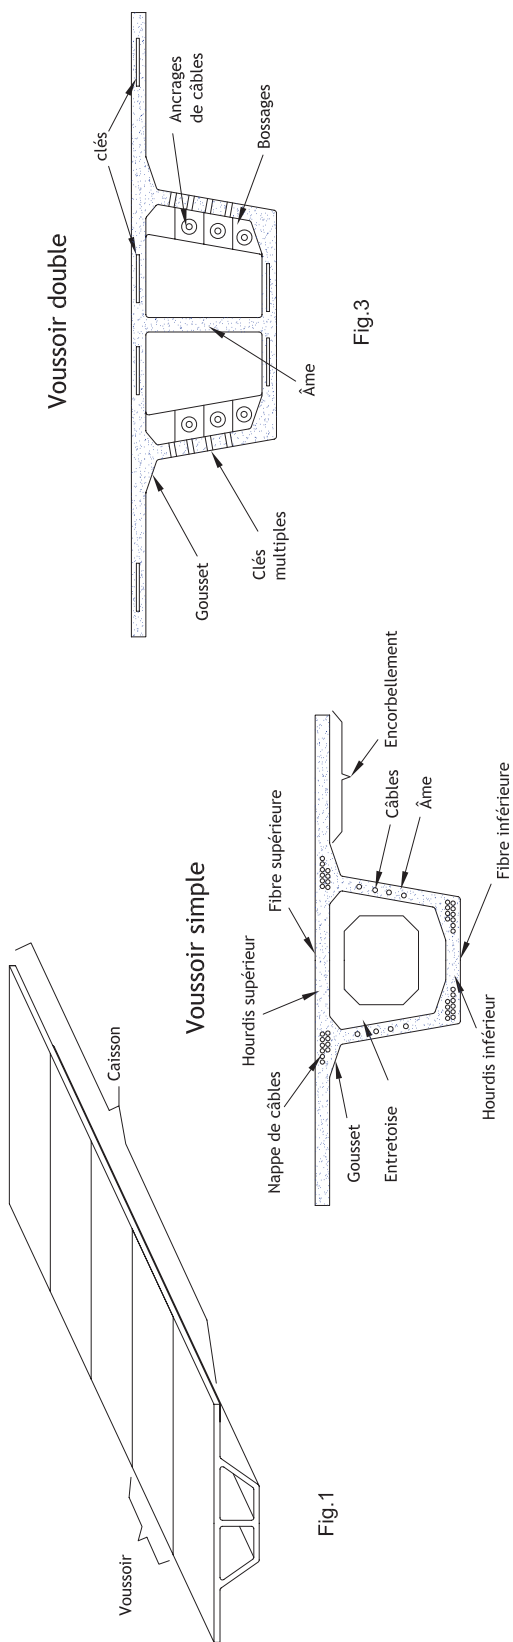 Voussoir
Caisson
Fig.1
Voussoir simple
Hourdis supérieur
Fibre supérieure
Nappe de câbles
Gousset
Entretoise
Encorbellement
Câbles
Âme
Hourdis inférieur
Fibre inférieure
Voussoir double
clés
Ancrages
de câbles
Bossages
Gousset
Clés
multiples
Âme
Fig.3